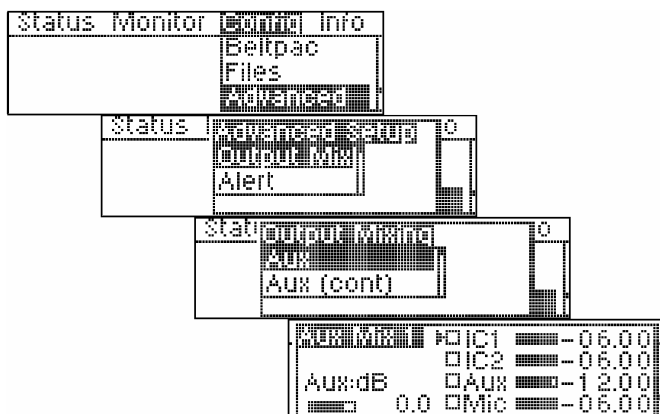 Status Monitor Config Info
Beltpac
Files
Advanced
Status Advanced Setup o
Output Mix
Alert
Stat Output Mixing o
Aux
Aux (cont)
Aux Mix 1 IC1 -06.00
IC2 -06.00
Aux:dB Aux -12.00
0.0 Mic -06.00